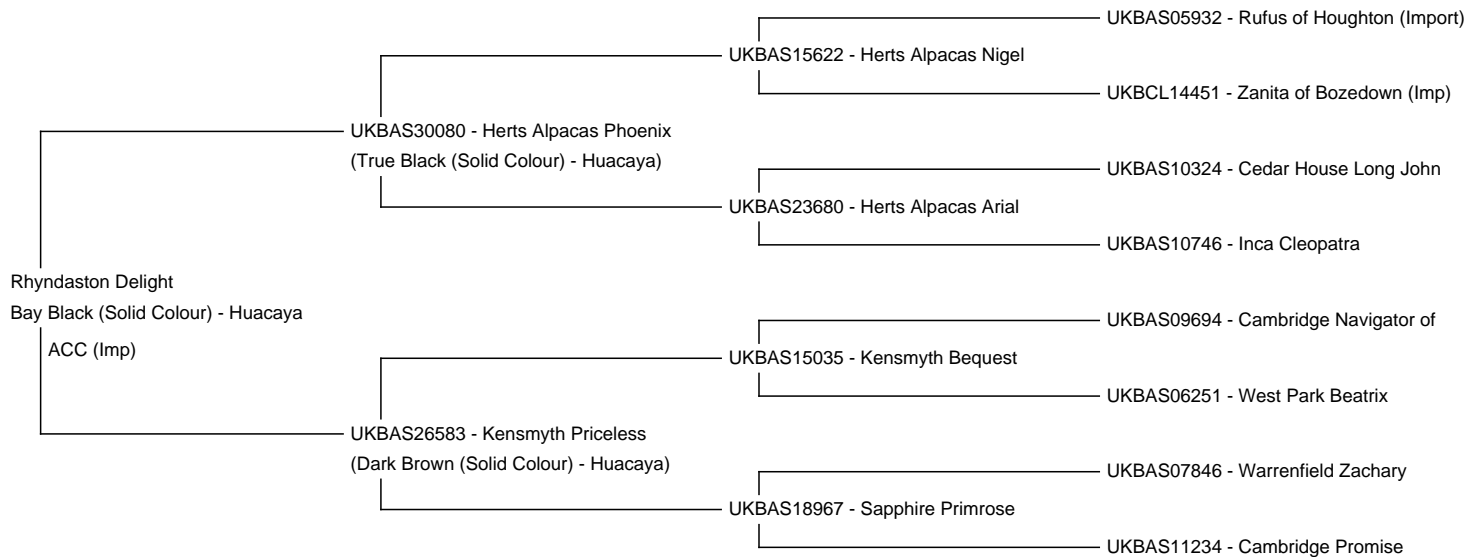 UKBAS05932 - Rufus of Houghton (Import)
UKBAS15622 - Herts Alpacas Nigel
UKBCL14451 - Zanita of Bozedown (Imp)
UKBAS30080 - Herts Alpacas Phoenix
(True Black (Solid Colour) - Huacaya)
UKBAS10324 - Cedar House Long John
UKBAS23680 - Herts Alpacas Arial
UKBAS10746 - Inca Cleopatra
Rhyndaston Delight
Bay Black (Solid Colour) - Huacaya
ACC (Imp)
UKBAS09694 - Cambridge Navigator of
UKBAS15035 - Kensmyth Bequest
UKBAS06251 - West Park Beatrix
UKBAS26583 - Kensmyth Priceless
(Dark Brown (Solid Colour) - Huacaya)
UKBAS07846 - Warrenfield Zachary
UKBAS18967 - Sapphire Primrose
UKBAS11234 - Cambridge Promise